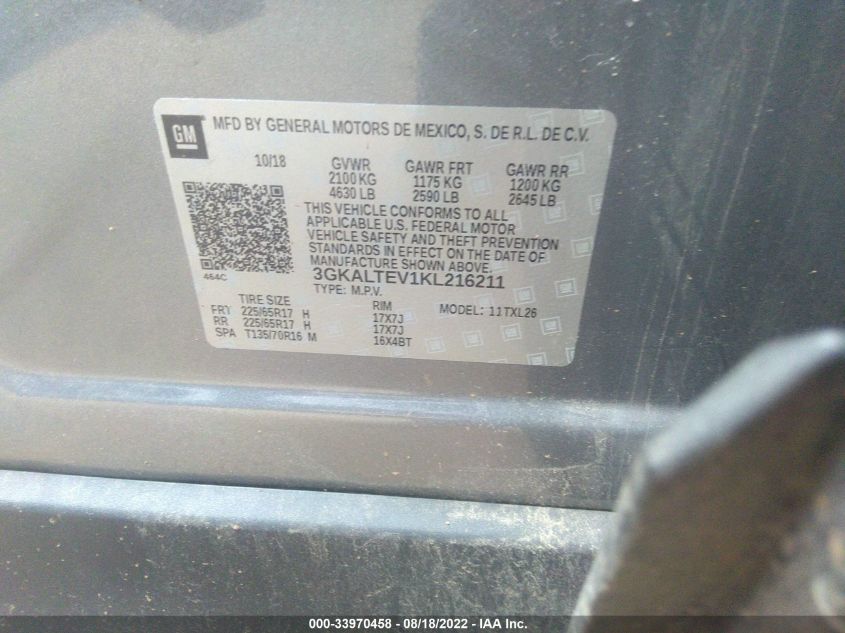 GM
MFD BY GENERAL MOTORS DE MEXICO, S. DE R.L. DE C.V.
10/18 GVWR GAWR FRT GAWR RR
2100 KG 1175 KG 1200 KG
4630 LB 2590 LB 2645 LB
THIS VEHICLE CONFORMS TO ALL
APPLICABLE U.S. FEDERAL MOTOR
VEHICLE SAFETY AND THEFT PREVENTION
STANDARDS IN EFFECT ON THE DATE OF
MANUFACTURE SHOWN ABOVE.
464C
3GKALTEV1KL216211
TYPE: M.P.V.
TIRE SIZE RIM MODEL: 11TXL26
FRT 225/65R17 H 17X7J
RR 225/65R17 H 17X7J
SPA T135/70R16 M 16X4BT
000-33970458 - 08/18/2022 - IAA Inc.